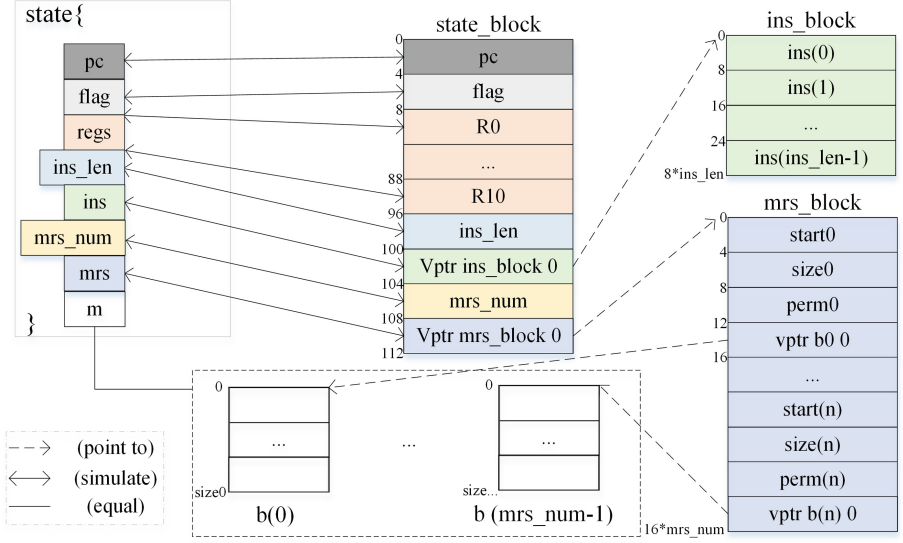 state{
pc
flag
regs
ins_len
ins
mrs_num
mrs
m
}
state_block
0
pc
4
flag
8
R0
...
88
R10
96
ins_len
100
Vptr ins_block 0
104
mrs_num
108
Vptr mrs_block 0
112
ins_block
0
ins(0)
8
ins(1)
16
...
24
ins(ins_len-1)
8*ins_len
mrs_block
0
start0
4
size0
8
perm0
12
vptr b0 0
16
...
start(n)
size(n)
perm(n)
vptr b(n) 0
16*mrs_num
0
...
size0
b(0)
...
0
...
size...
b (mrs_num-1)
(point to)
(simulate)
(equal)